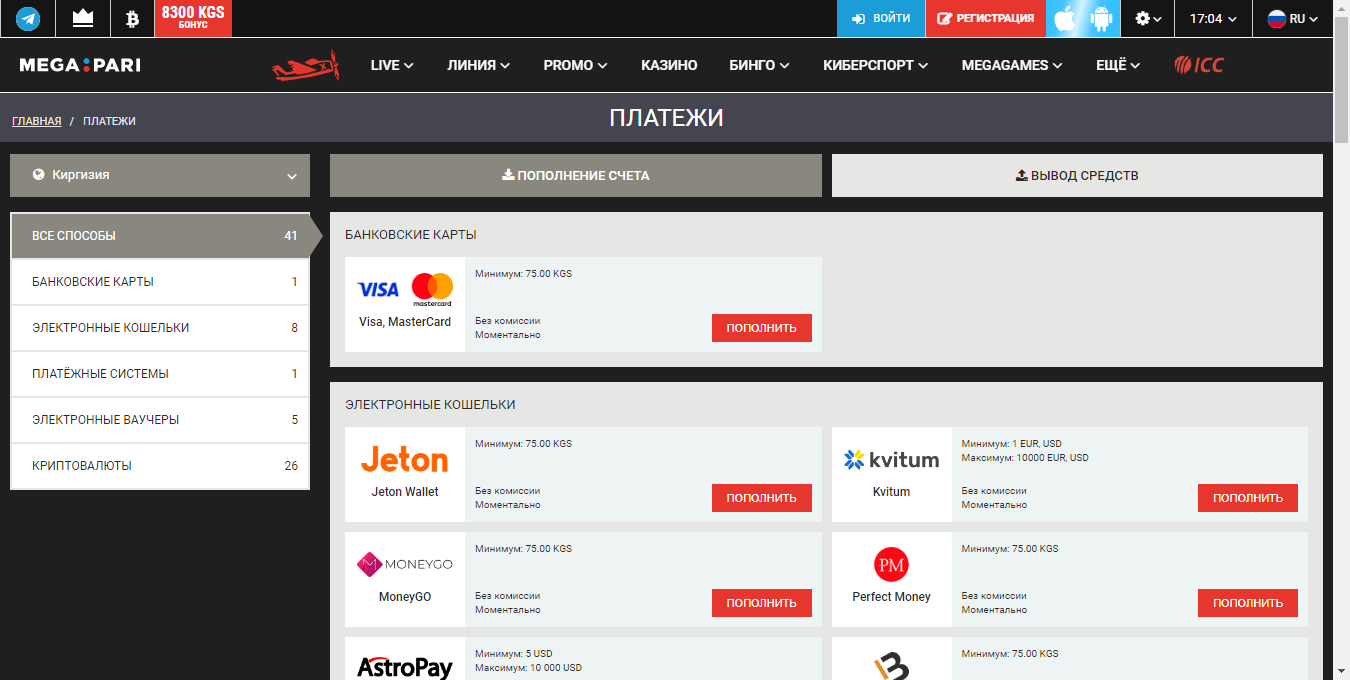 8300 KGS
БОНУС
ВОЙТИ
РЕГИСТРАЦИЯ
17:04
RU
MEGA PARI
LIVE
ЛИНИЯ
PROMO
КАЗИНО
БИНГО
КИБЕРСПОРТ
MEGAGAMES
ЕЩЁ
ICC
ГЛАВНАЯ / ПЛАТЕЖИ
ПЛАТЕЖИ
Киргизия
ПОПОЛНЕНИЕ СЧЕТА
ВЫВОД СРЕДСТВ
ВСЕ СПОСОБЫ 41
БАНКОВСКИЕ КАРТЫ 1
ЭЛЕКТРОННЫЕ КОШЕЛЬКИ 8
ПЛАТЁЖНЫЕ СИСТЕМЫ 1
ЭЛЕКТРОННЫЕ ВАУЧЕРЫ 5
КРИПТОВАЛЮТЫ 26
БАНКОВСКИЕ КАРТЫ
VISA
mastercard
Visa, MasterCard
Минимум: 75.00 KGS
Без комиссии
Моментально
ПОПОЛНИТЬ
ЭЛЕКТРОННЫЕ КОШЕЛЬКИ
Jeton
Jeton Wallet
Минимум: 75.00 KGS
Без комиссии
Моментально
ПОПОЛНИТЬ
kvitum
Kvitum
Минимум: 1 EUR, USD
Максимум: 10000 EUR, USD
Без комиссии
Моментально
ПОПОЛНИТЬ
MONEYGO
MoneyGO
Минимум: 75.00 KGS
Без комиссии
Моментально
ПОПОЛНИТЬ
PM
Perfect Money
Минимум: 75.00 KGS
Без комиссии
Моментально
ПОПОЛНИТЬ
AstroPay
Минимум: 5 USD
Максимум: 10 000 USD
Минимум: 75.00 KGS